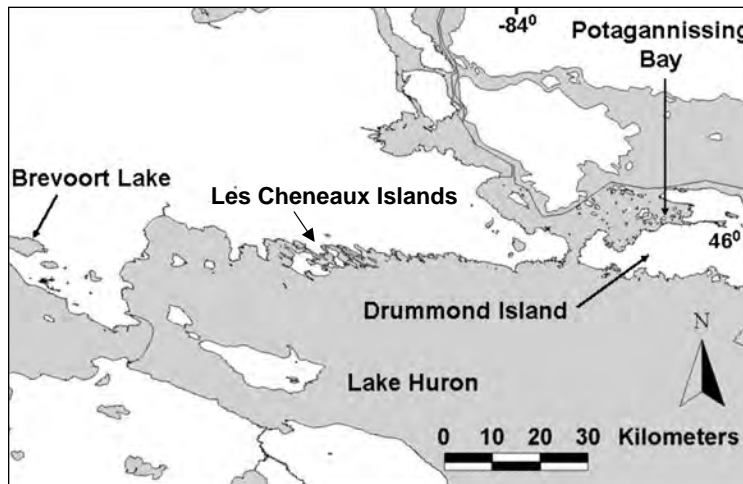 -84⁰
Potagannissing
Bay
Brevoort Lake
Les Cheneaux Islands
46⁰
Drummond Island
N
Lake Huron
0 10 20 30 Kilometers